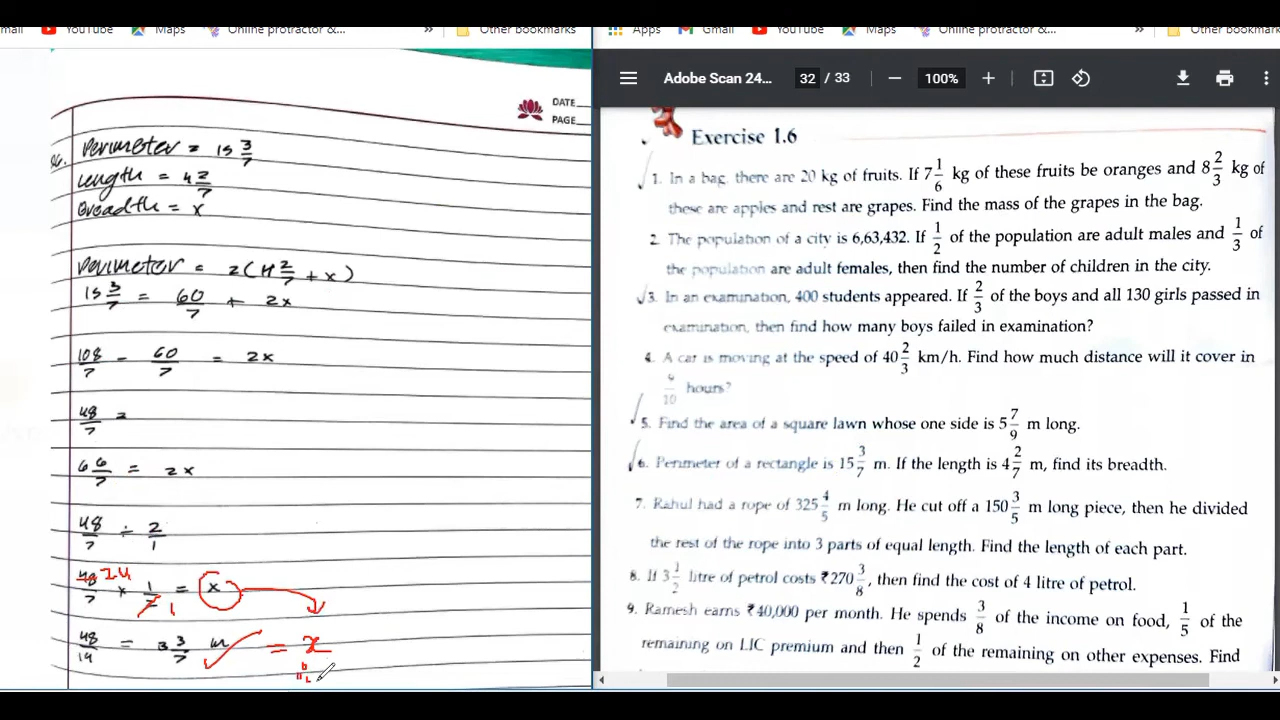 YouTube Maps Online protractor &... » Other bookmarks
Apps Gmail YouTube Maps Online protractor &... » Other bookmarks
DATE
PAGE
Perimeter = 15 3/7
length = 4 2/7
Breadth = x
Perimeter = 2(4 2/7 + x)
15 3/7 = 60/7 + 2x
108/7 - 60/7 = 2x
48/7 =
6 6/7 = 2x
48/7 ÷ 2/1
48/7 24 × 1/2 1 = x
48/14 = 3 3/7 m = x
Adobe Scan 24... 32 / 33 — 100% +
Exercise 1.6
1. In a bag, there are 20 kg of fruits. If 7 1/6 kg of these fruits be oranges and 8 2/3 kg of
these are apples and rest are grapes. Find the mass of the grapes in the bag.
2. The population of a city is 6,63,432. If 1/2 of the population are adult males and 1/3 of
the population are adult females, then find the number of children in the city.
3. In an examination, 400 students appeared. If 2/3 of the boys and all 130 girls passed in
examination, then find how many boys failed in examination?
4. A car is moving at the speed of 40 2/3 km/h. Find how much distance will it cover in
9/10 hours?
5. Find the area of a square lawn whose one side is 5 7/9 m long.
6. Perimeter of a rectangle is 15 3/7 m. If the length is 4 2/7 m, find its breadth.
7. Rahul had a rope of 325 4/5 m long. He cut off a 150 3/5 m long piece, then he divided
the rest of the rope into 3 parts of equal length. Find the length of each part.
8. If 3 1/2 litre of petrol costs ₹270 3/8, then find the cost of 4 litre of petrol.
9. Ramesh earns ₹40,000 per month. He spends 3/8 of the income on food, 1/5 of the
remaining on LIC premium and then 1/2 of the remaining on other expenses. Find